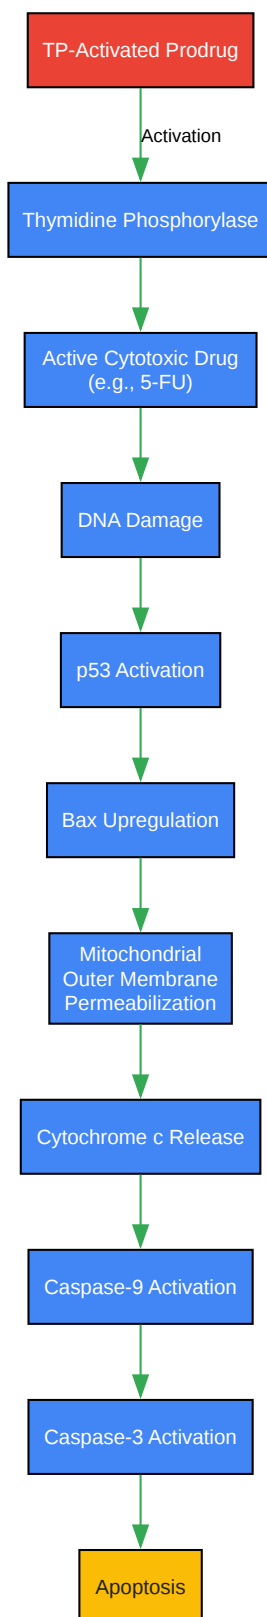 TP-Activated Prodrug
Activation
Thymidine Phosphorylase
Active Cytotoxic Drug
(e.g., 5-FU)
DNA Damage
p53 Activation
Bax Upregulation
Mitochondrial
Outer Membrane
Permeabilization
Cytochrome c Release
Caspase-9 Activation
Caspase-3 Activation
Apoptosis